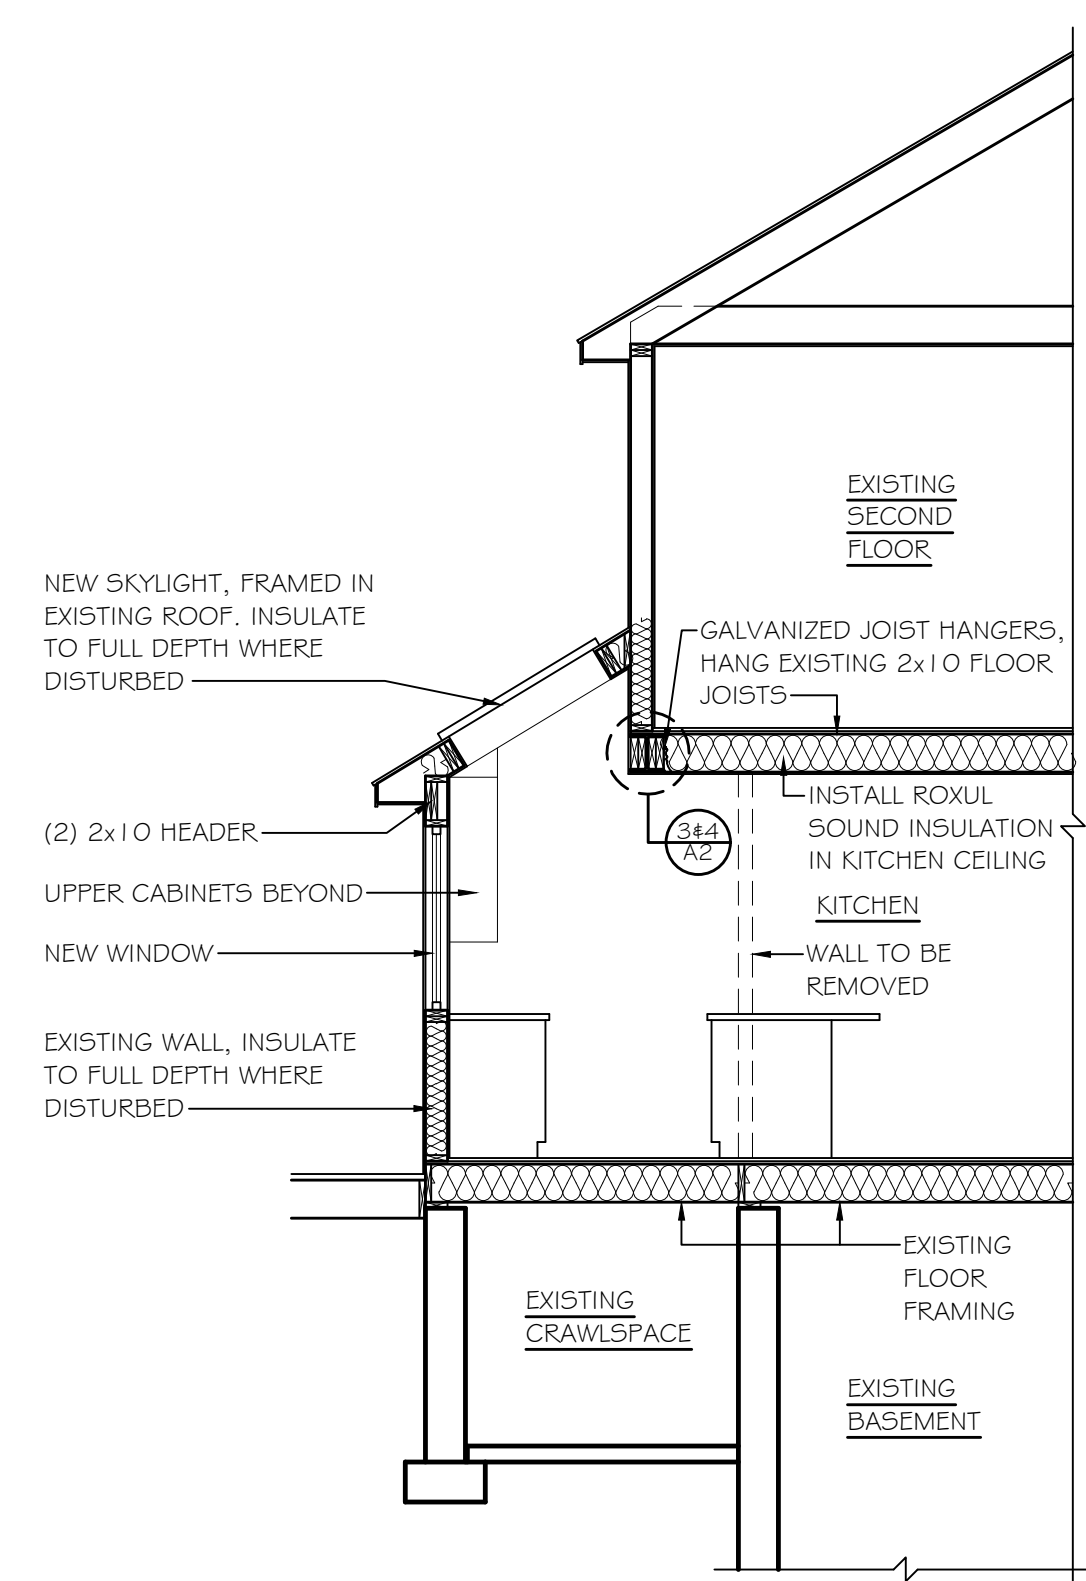 EXISTING
SECOND
FLOOR
NEW SKYLIGHT, FRAMED IN
EXISTING ROOF. INSULATE
TO FULL DEPTH WHERE
DISTURBED
GALVANIZED JOIST HANGERS,
HANG EXISTING 2x10 FLOOR
JOISTS
INSTALL ROXUL
SOUND INSULATION
IN KITCHEN CEILING
(2) 2x10 HEADER
3&4
A2
UPPER CABINETS BEYOND
KITCHEN
NEW WINDOW
WALL TO BE
REMOVED
EXISTING WALL, INSULATE
TO FULL DEPTH WHERE
DISTURBED
EXISTING
FLOOR
FRAMING
EXISTING
CRAWLSPACE
EXISTING
BASEMENT